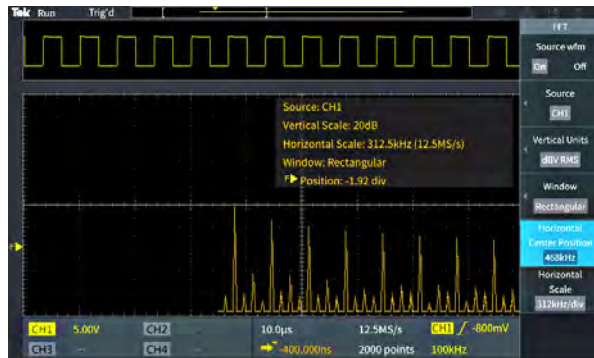 Tek Run Trig'd
FFT
Source wfm
On Off
Source
CH1
Vertical Units
dBV RMS
Window
Rectangular
Horizontal
Center Position
468kHz
Horizontal
Scale
312kHz/div
Source: CH1
Vertical Scale: 20dB
Horizontal Scale: 312.5kHz (12.5MS/s)
Window: Rectangular
F Position: -1.92 div
F
CH1 5.00V CH2 -- 10.0µs 12.5MS/s CH1 -800mV
CH3 -- CH4 -- -400.000ns 2000 points 100kHz